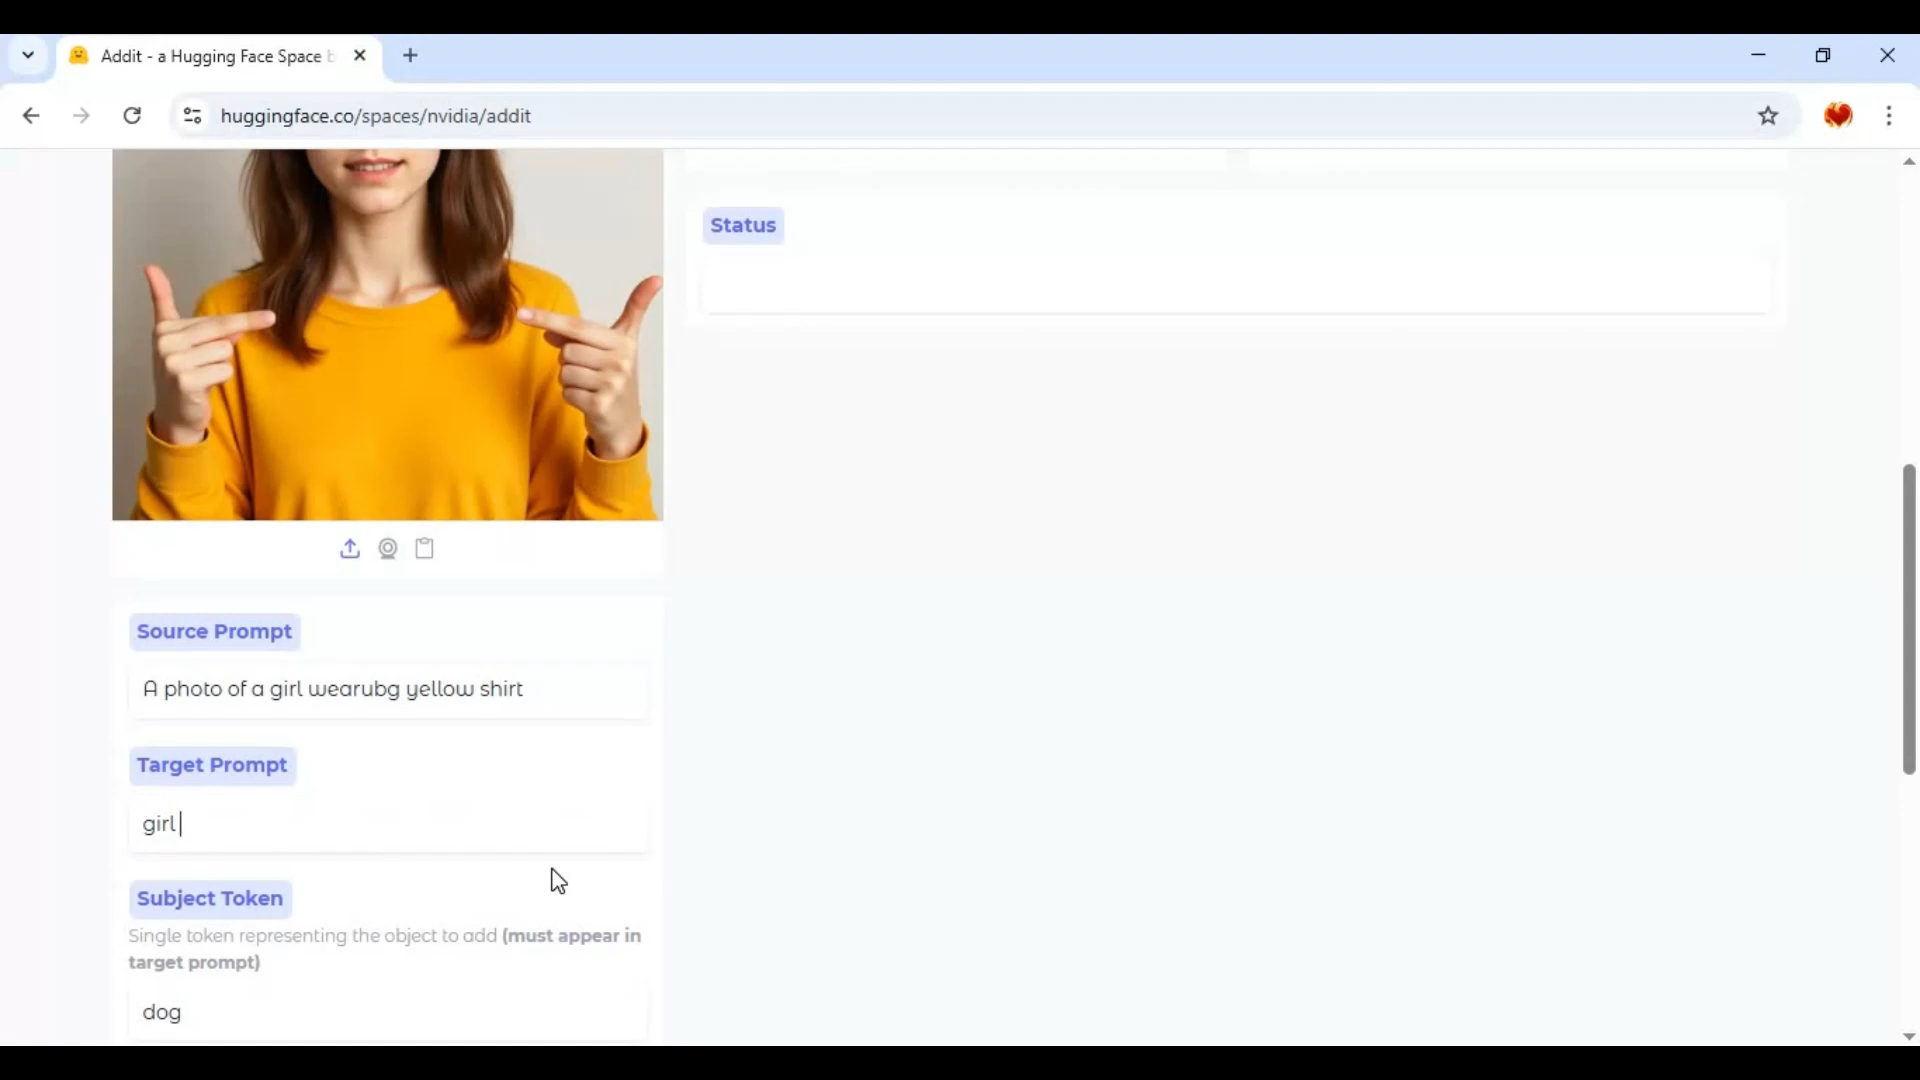 Addit - a Hugging Face Space b
huggingface.co/spaces/nvidia/addit
Status
Source Prompt
A photo of a girl wearubg yellow shirt
Target Prompt
girl
Subject Token
Single token representing the object to add (must appear in
target prompt)
dog